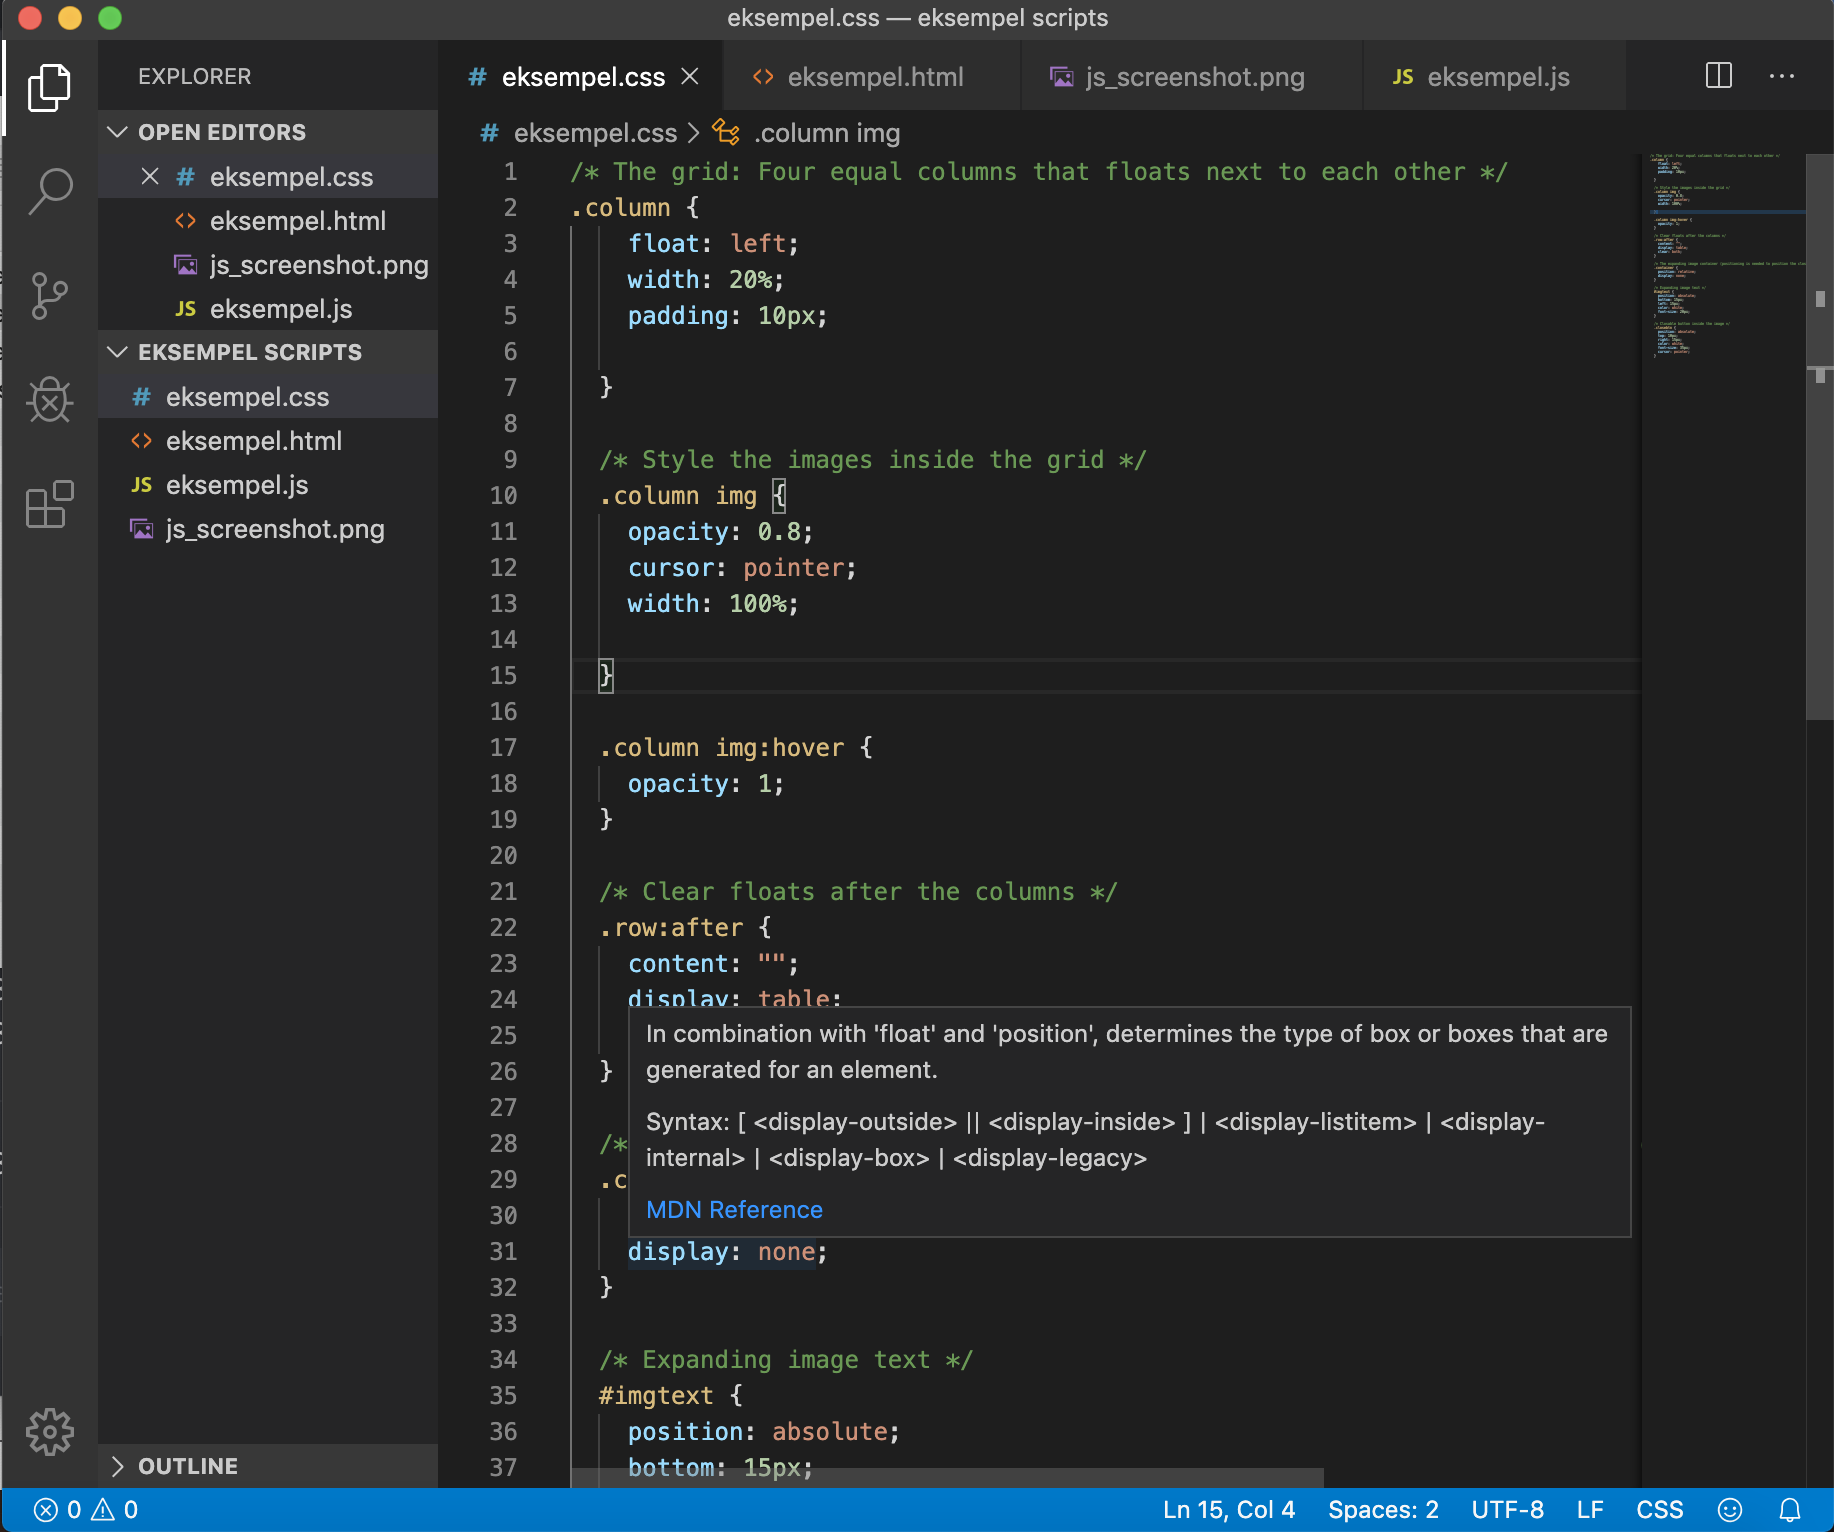 eksempel.css — eksempel scripts
EXPLORER
OPEN EDITORS
# eksempel.css
<> eksempel.html
js_screenshot.png
JS eksempel.js
EKSEMPEL SCRIPTS
# eksempel.css
<> eksempel.html
JS eksempel.js
js_screenshot.png
OUTLINE
# eksempel.css
<> eksempel.html
js_screenshot.png
JS eksempel.js
# eksempel.css > .column img
1 /* The grid: Four equal columns that floats next to each other */
2 .column {
3 float: left;
4 width: 20%;
5 padding: 10px;
6
7 }
8
9 /* Style the images inside the grid */
10 .column img {
11 opacity: 0.8;
12 cursor: pointer;
13 width: 100%;
14
15 }
16
17 .column img:hover {
18 opacity: 1;
19 }
20
21 /* Clear floats after the columns */
22 .row:after {
23 content: "";
24 display: table;
25
26 }
27
28 /*
29 .c
30
31 display: none;
32 }
33
34 /* Expanding image text */
35 #imgtext {
36 position: absolute;
37 bottom: 15px;
In combination with 'float' and 'position', determines the type of box or boxes that are
generated for an element.
Syntax: [ <display-outside> || <display-inside> ] | <display-listitem> | <display-
internal> | <display-box> | <display-legacy>
MDN Reference
0 0
Ln 15, Col 4 Spaces: 2 UTF-8 LF CSS